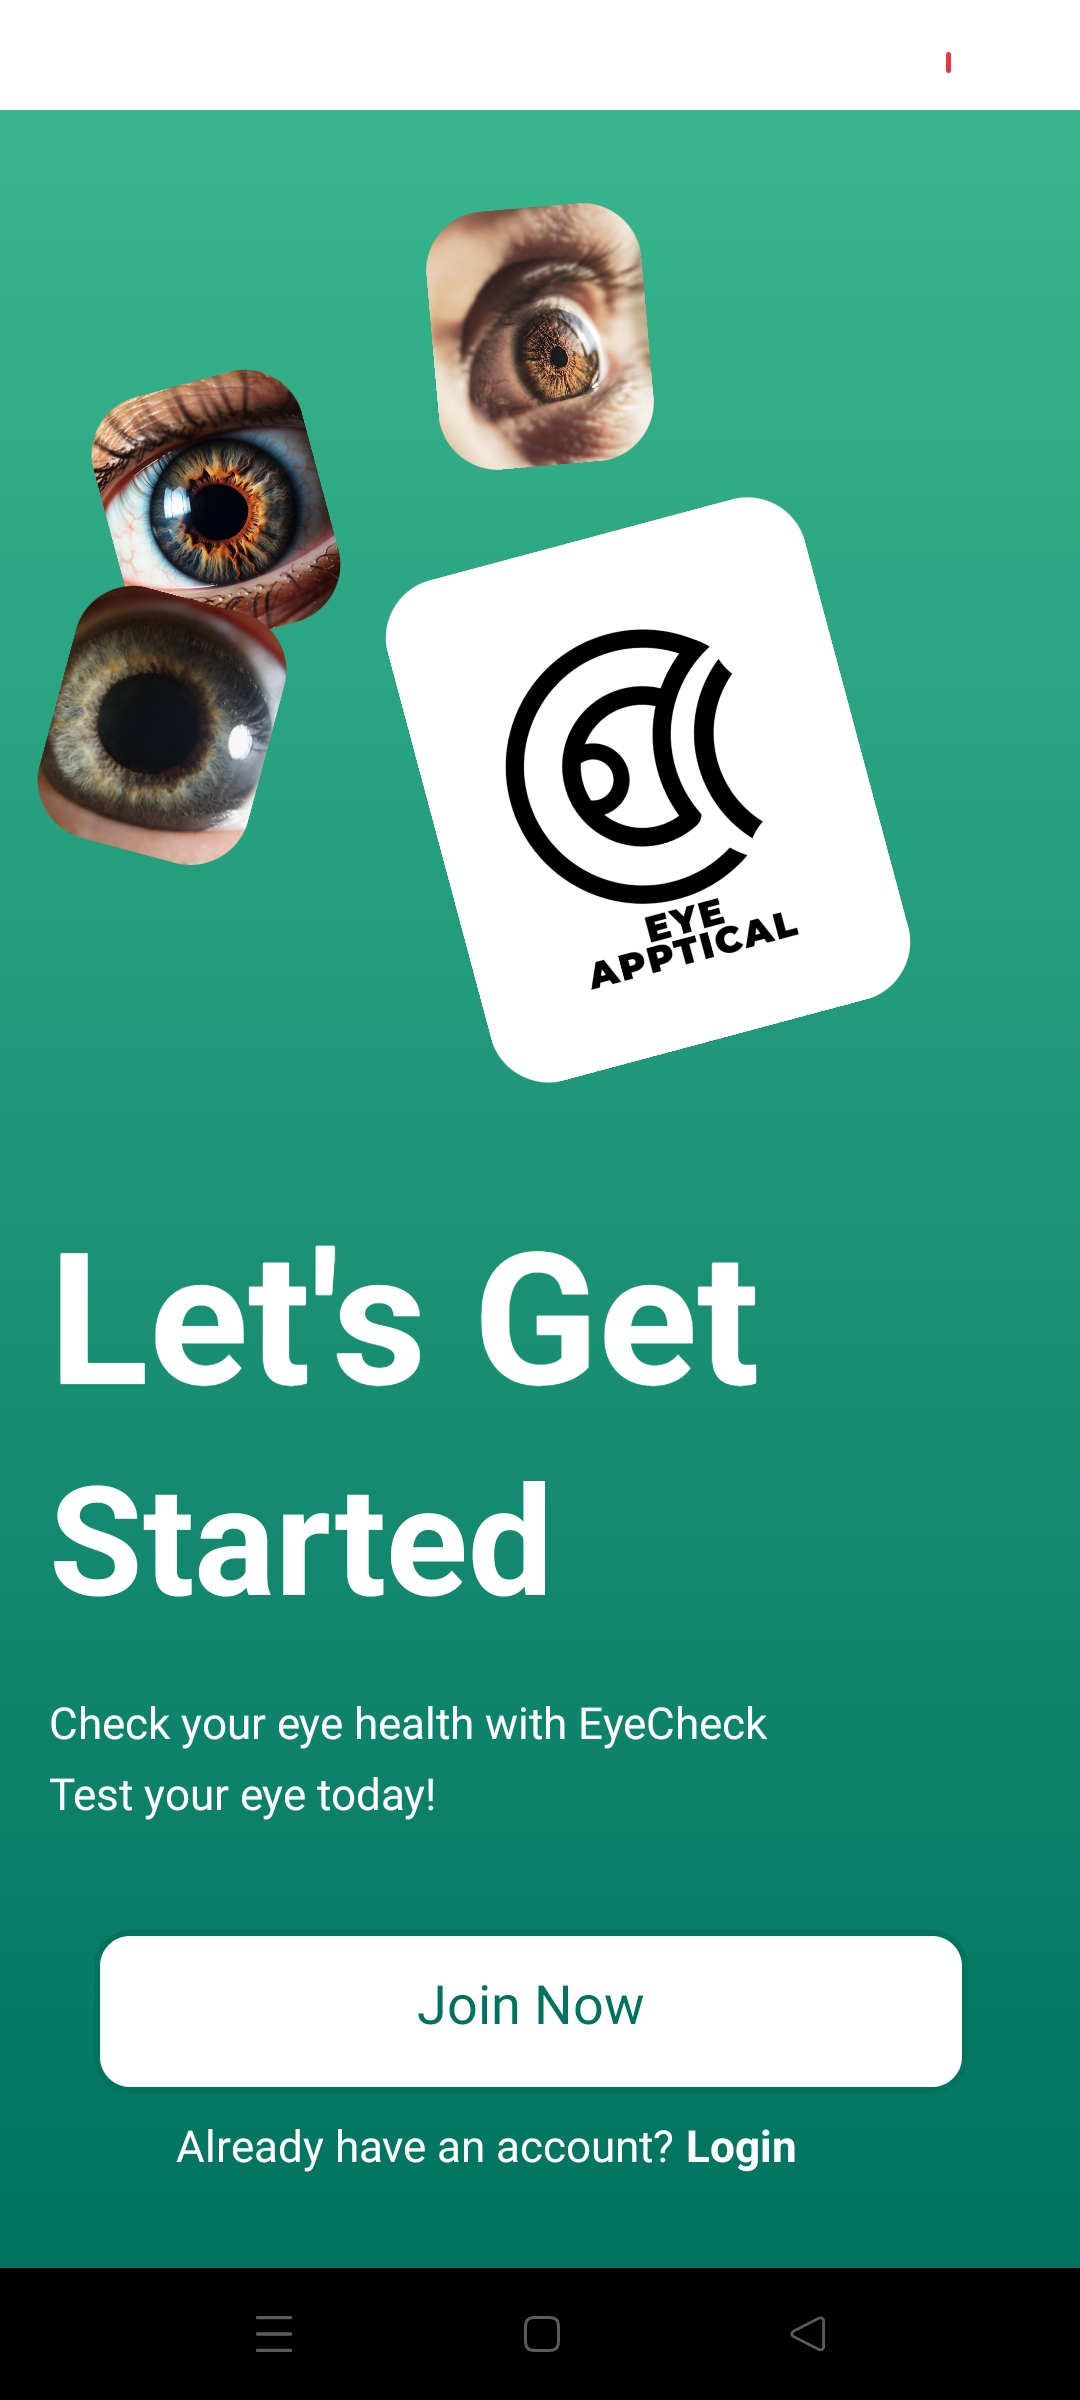 EYE
APPTICAL
Let's Get
Started
Check your eye health with EyeCheck
Test your eye today!
Join Now
Already have an account? Login